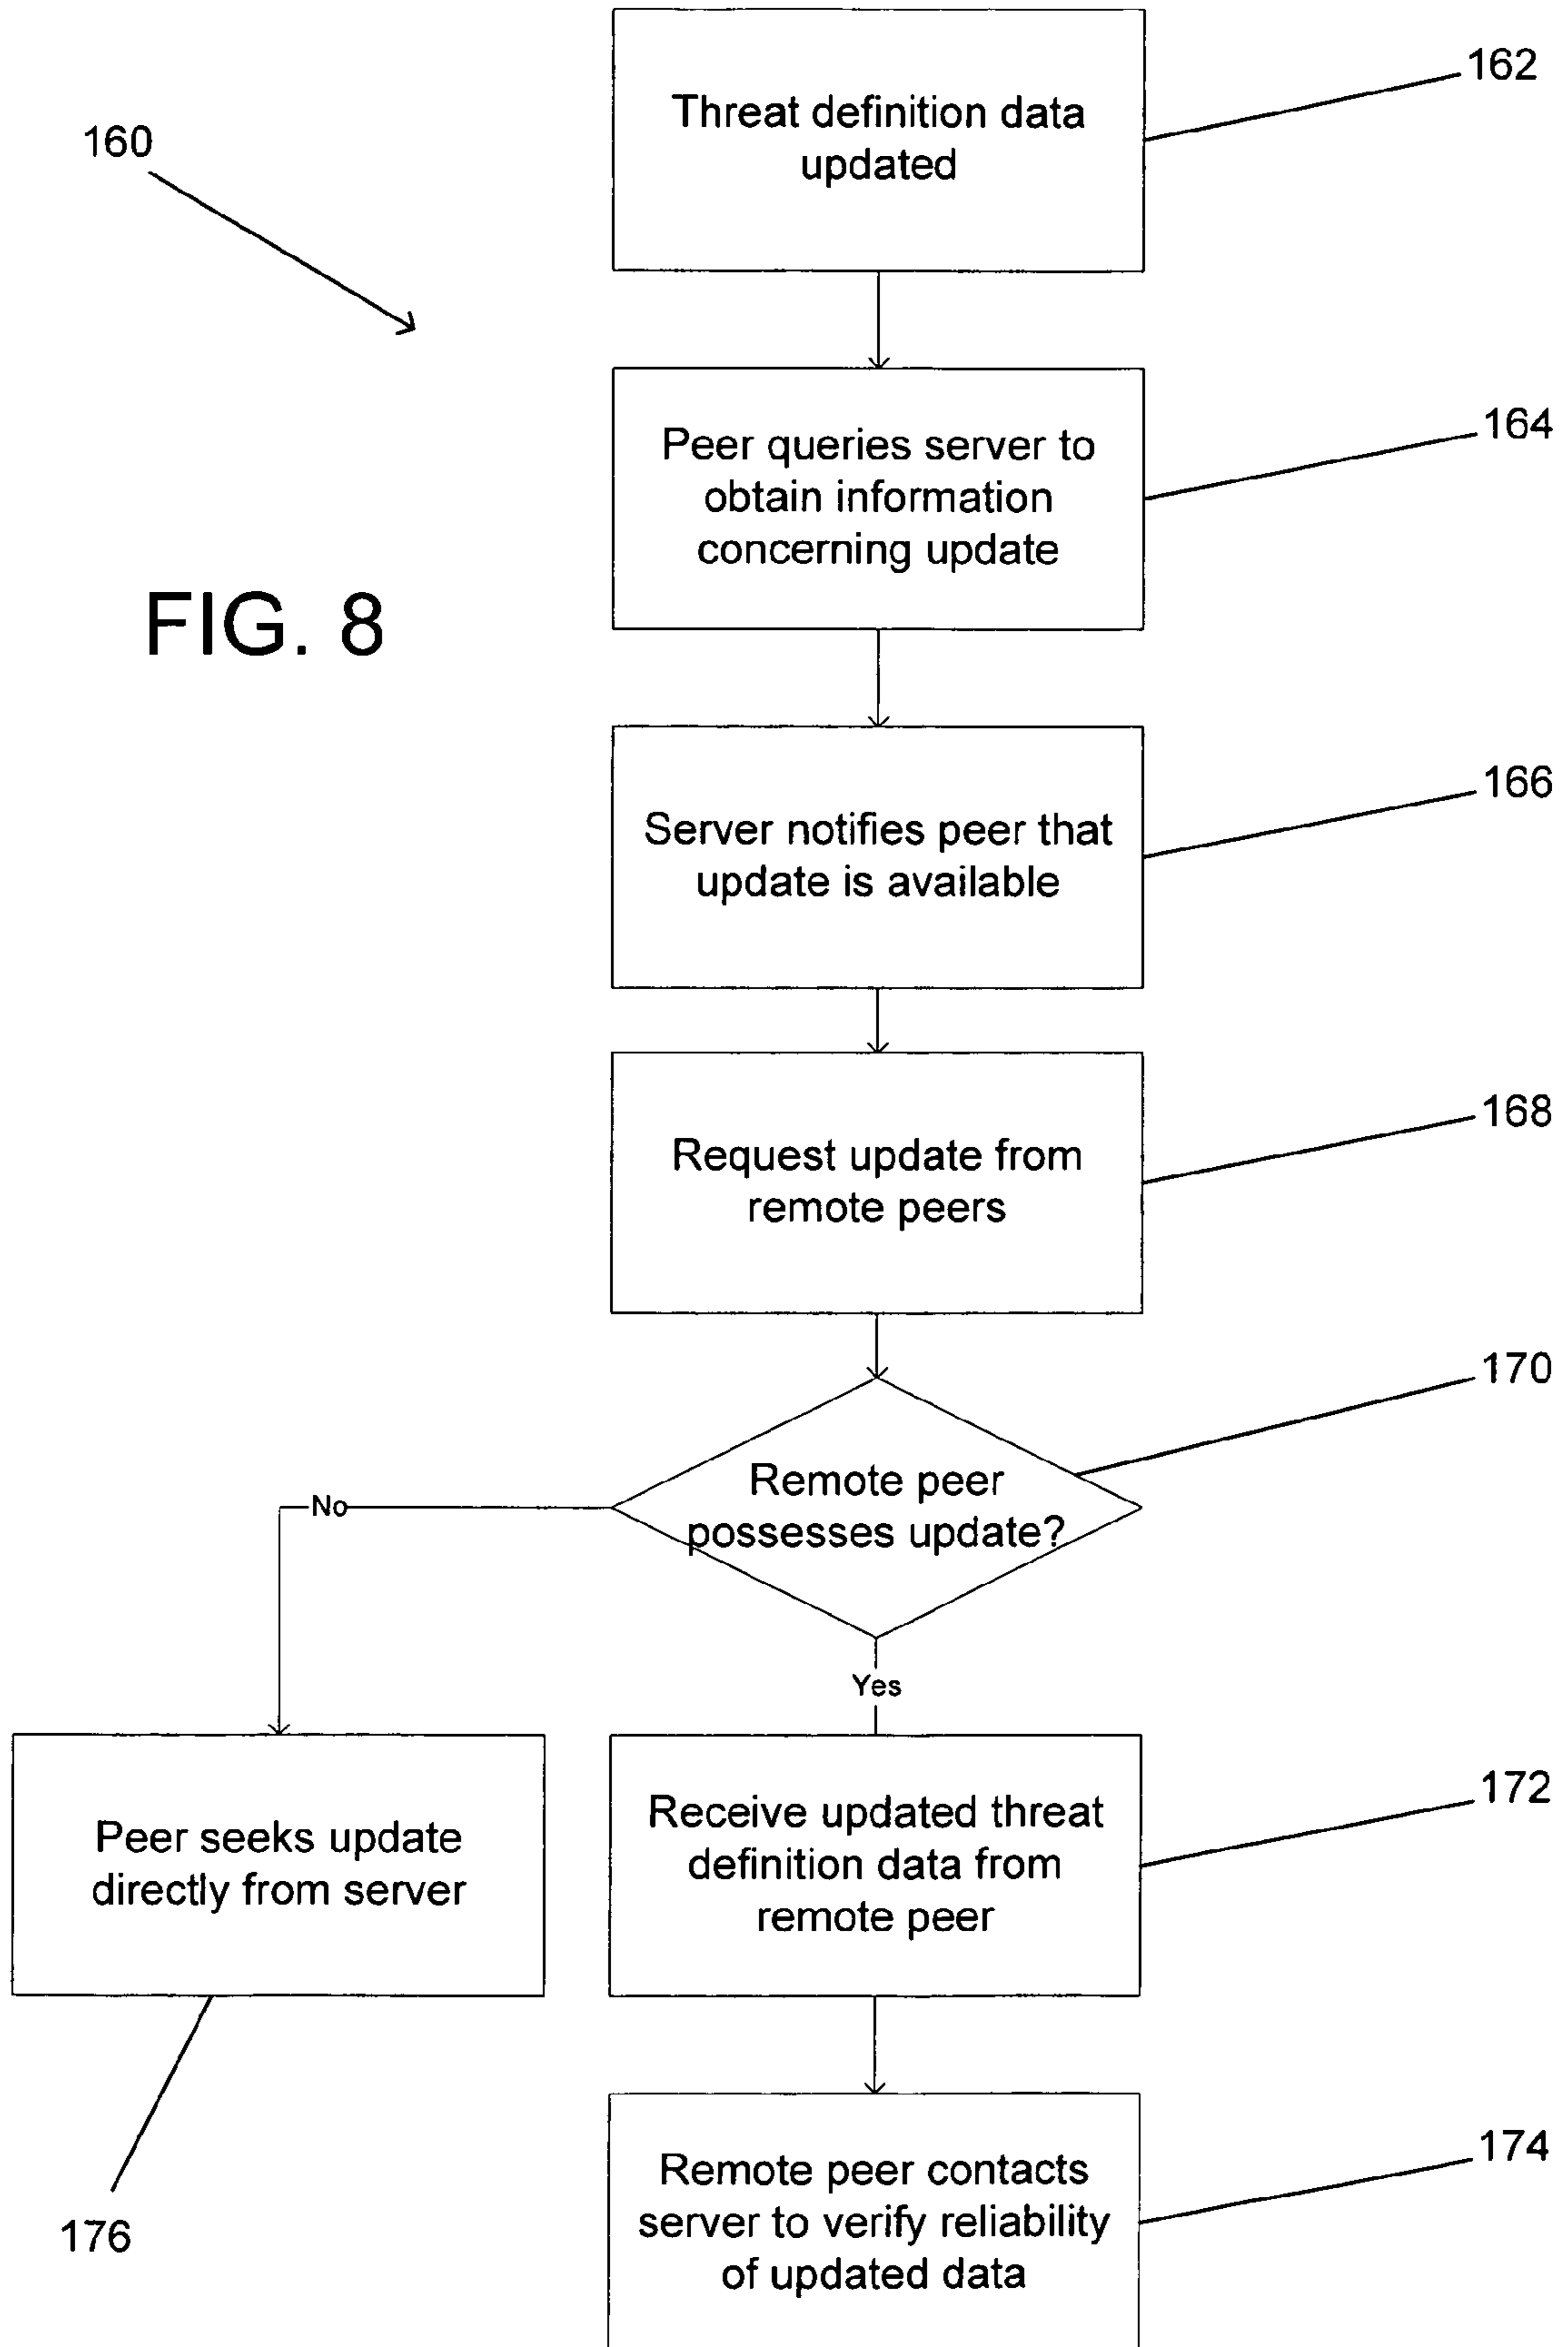 162
Threat definition data
updated
160
164
Peer queries server to
obtain information
concerning update
FIG. 8
166
Server notifies peer that
update is available
168
Request update from
remote peers
170
Remote peer
possesses update?
No
Yes
172
Receive updated threat
definition data from
remote peer
Peer seeks update
directly from server
174
Remote peer contacts
server to verify reliability
of updated data
176